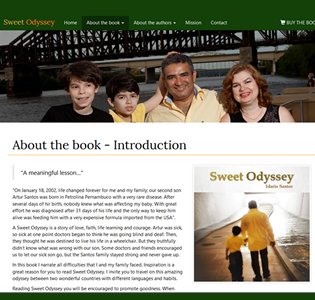 Sweet Odyssey
Home About the book About the authors Mission Contact BUY THE BOO
About the book - Introduction
"A meaningful lesson..."
"On January 18, 2002, life changed forever for me and my family; our second son
Artur Santos was born in Petrolina Pernambuco with a very rare disease. After
several days of his birth, nobody knew what was affecting my baby. With great
effort he was diagnosed after 31 days of his life and the only way to keep him
alive was feeding him with a very expensive formula imported from the USA".
A Sweet Odyssey is a story of love, faith, life learning and courage. Artur was sick,
so sick at one point doctors began to think he was going blind and deaf. Then,
they thought he was destined to live his life in a wheelchair. But they truthfully
didn't know what was wrong with our son. Some doctors and friends encouraged
us to let our sick son go, but the Santos family stayed strong and never gave up.
In this book I narrate all difficulties that I and my family faced. Inspiration is a
great reason for you to read Sweet Odyssey. I invite you to travel on this amazing
odyssey between two wonderful countries with different languages and habits.
Reading Sweet Odyssey you will be encouraged to promote goodness. When
Sweet Odyssey
Idario Santos